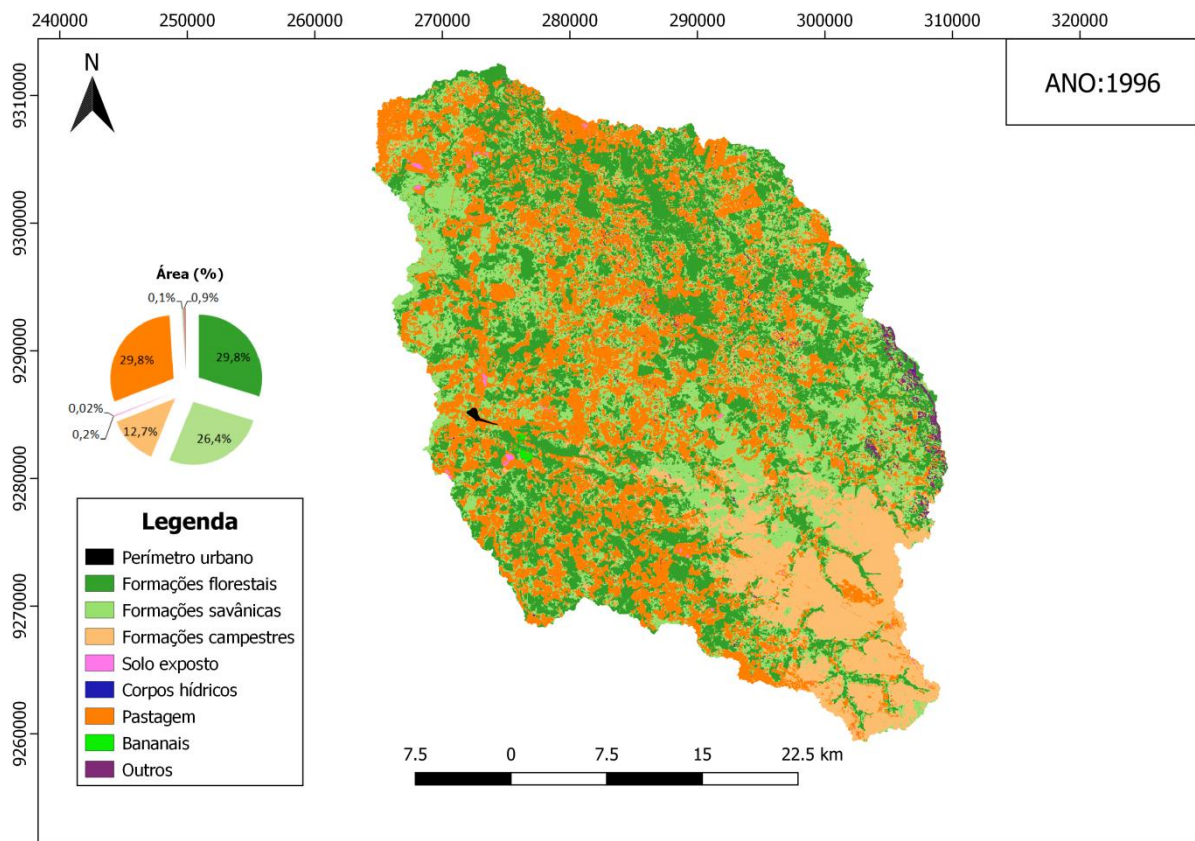 240000 250000 260000 270000 280000 290000 300000 310000 320000
N
ANO:1996
9310000
9300000
9290000
9280000
9270000
9260000
Área (%)
0,1% 0,9%
29,8% 29,8%
0,02%
0,2%
12,7% 26,4%
Legenda
Perímetro urbano
Formações florestais
Formações savânicas
Formações campestres
Solo exposto
Corpos hídricos
Pastagem
Bananais
Outros
7.5 0 7.5 15 22.5 km